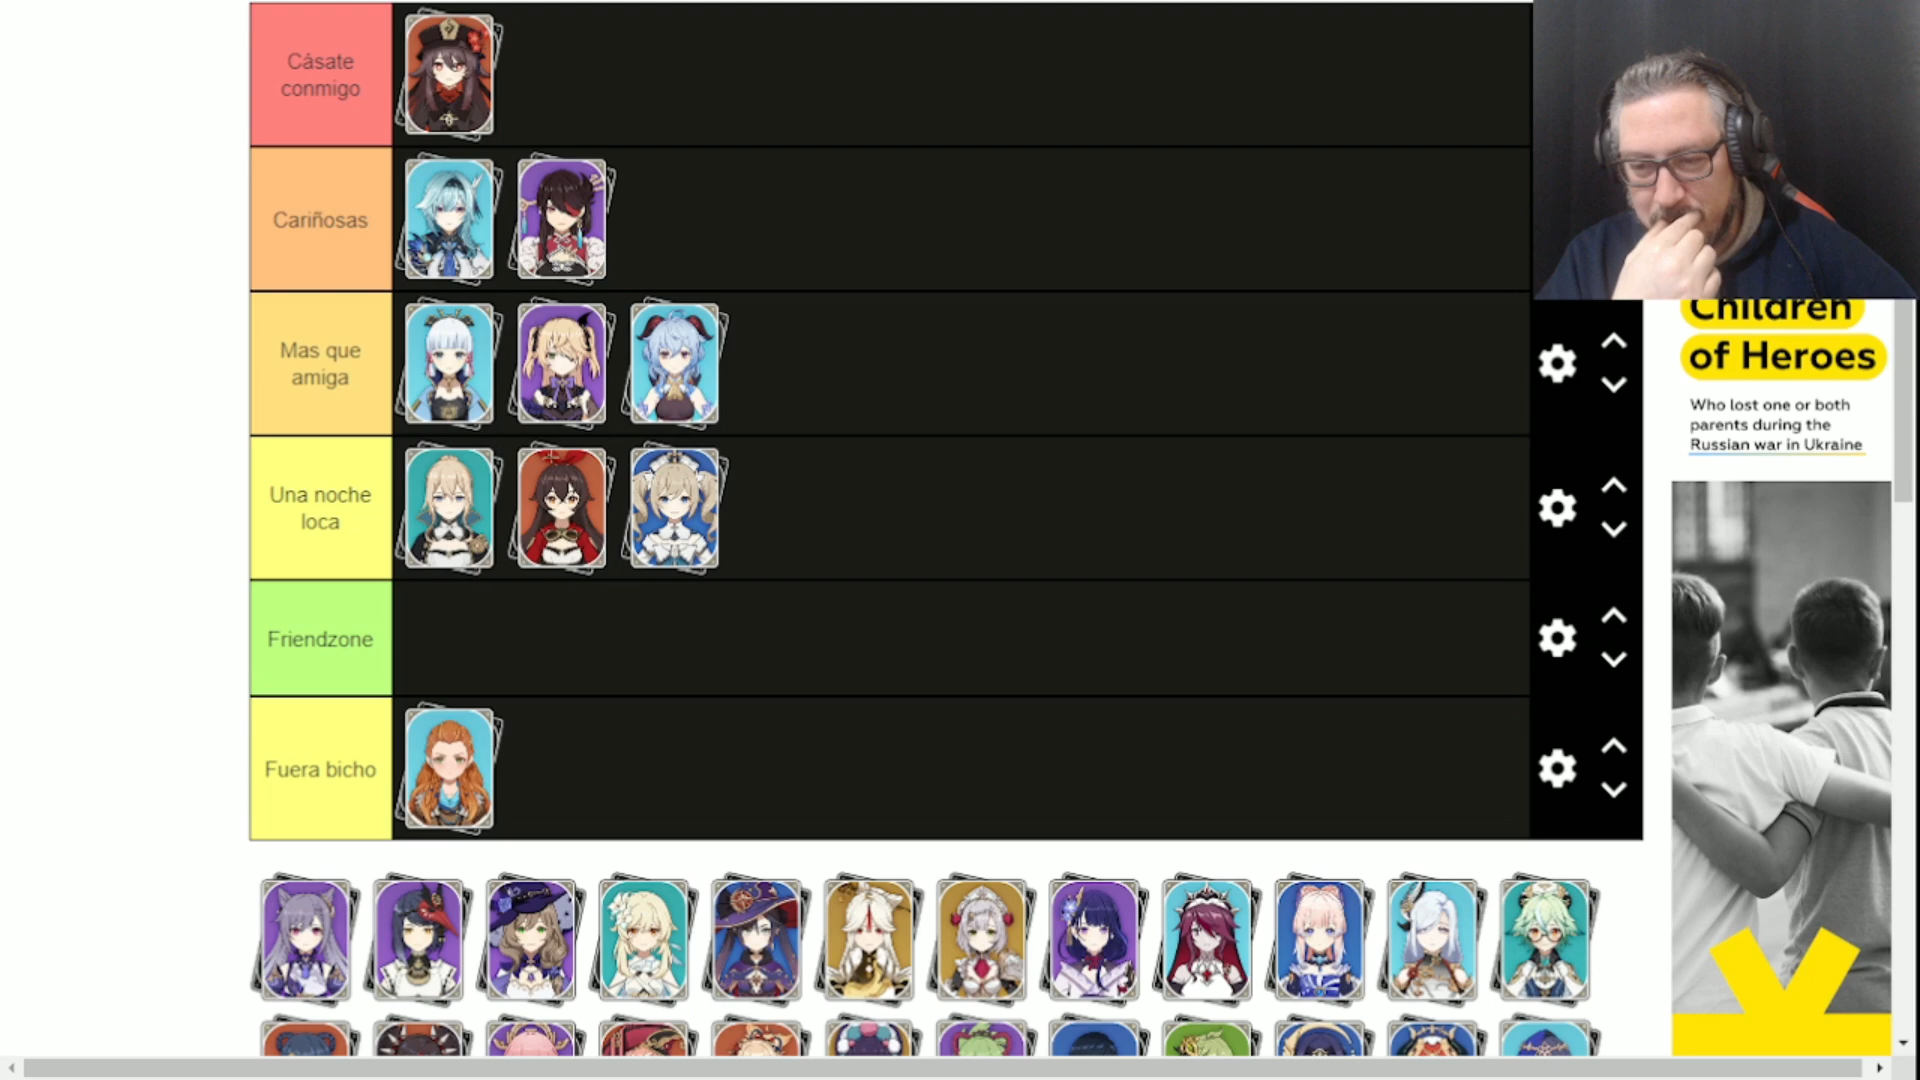 Cásate
conmigo
Cariñosas
Mas que
amiga
Una noche
loca
Friendzone
Fuera bicho
Children
of Heroes
Who lost one or both
parents during the
Russian war in Ukraine